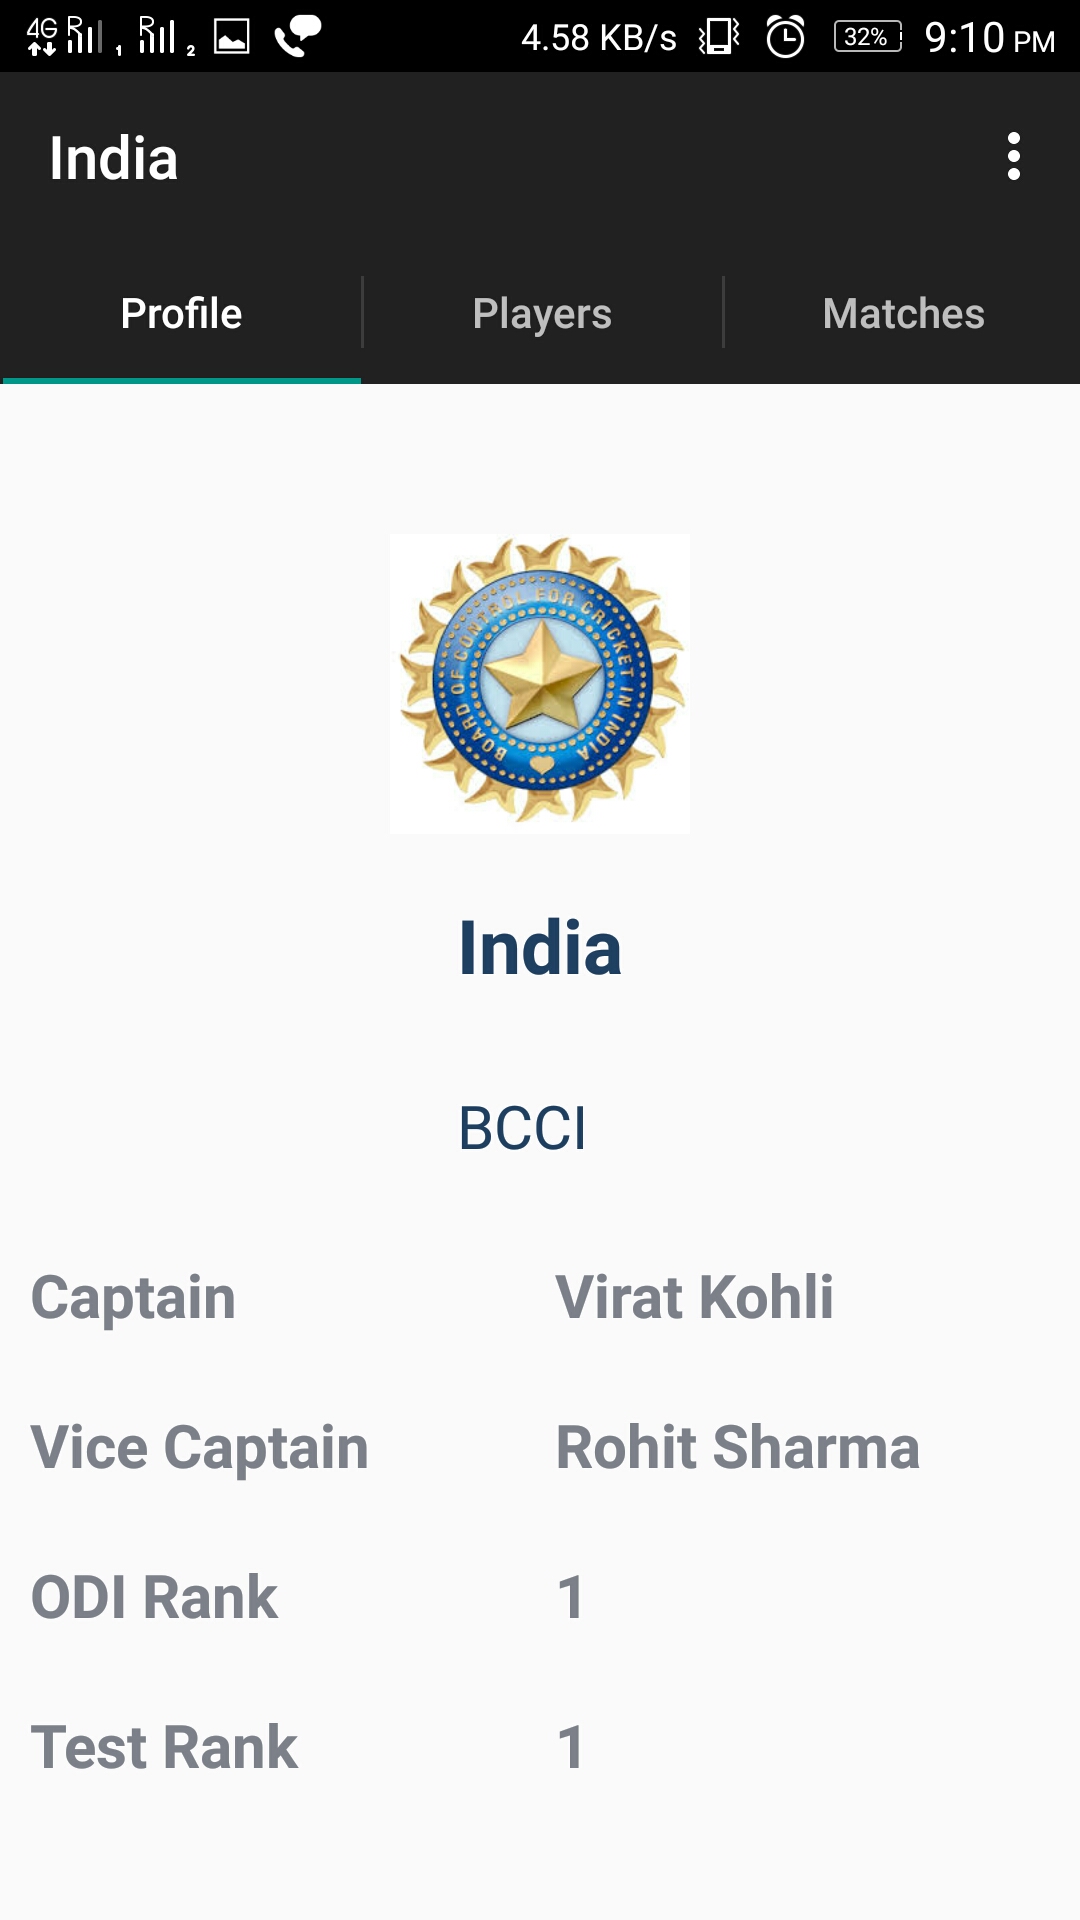 4G R 1 R 2 4.58 KB/s 32% 9:10 PM
India
Profile Players Matches
BOARD OF CONTROL FOR CRICKET IN INDIA
India
BCCI
Captain Virat Kohli
Vice Captain Rohit Sharma
ODI Rank 1
Test Rank 1